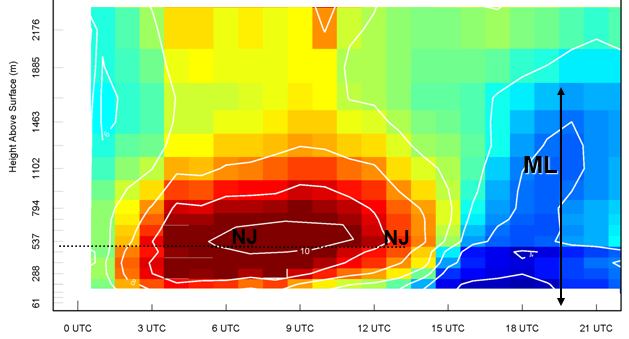 Height Above Surface (m)
2176
1885
1463
1102
794
537
288
61
ML
NJ
NJ
10
0 UTC
3 UTC
6 UTC
9 UTC
12 UTC
15 UTC
18 UTC
21 UTC